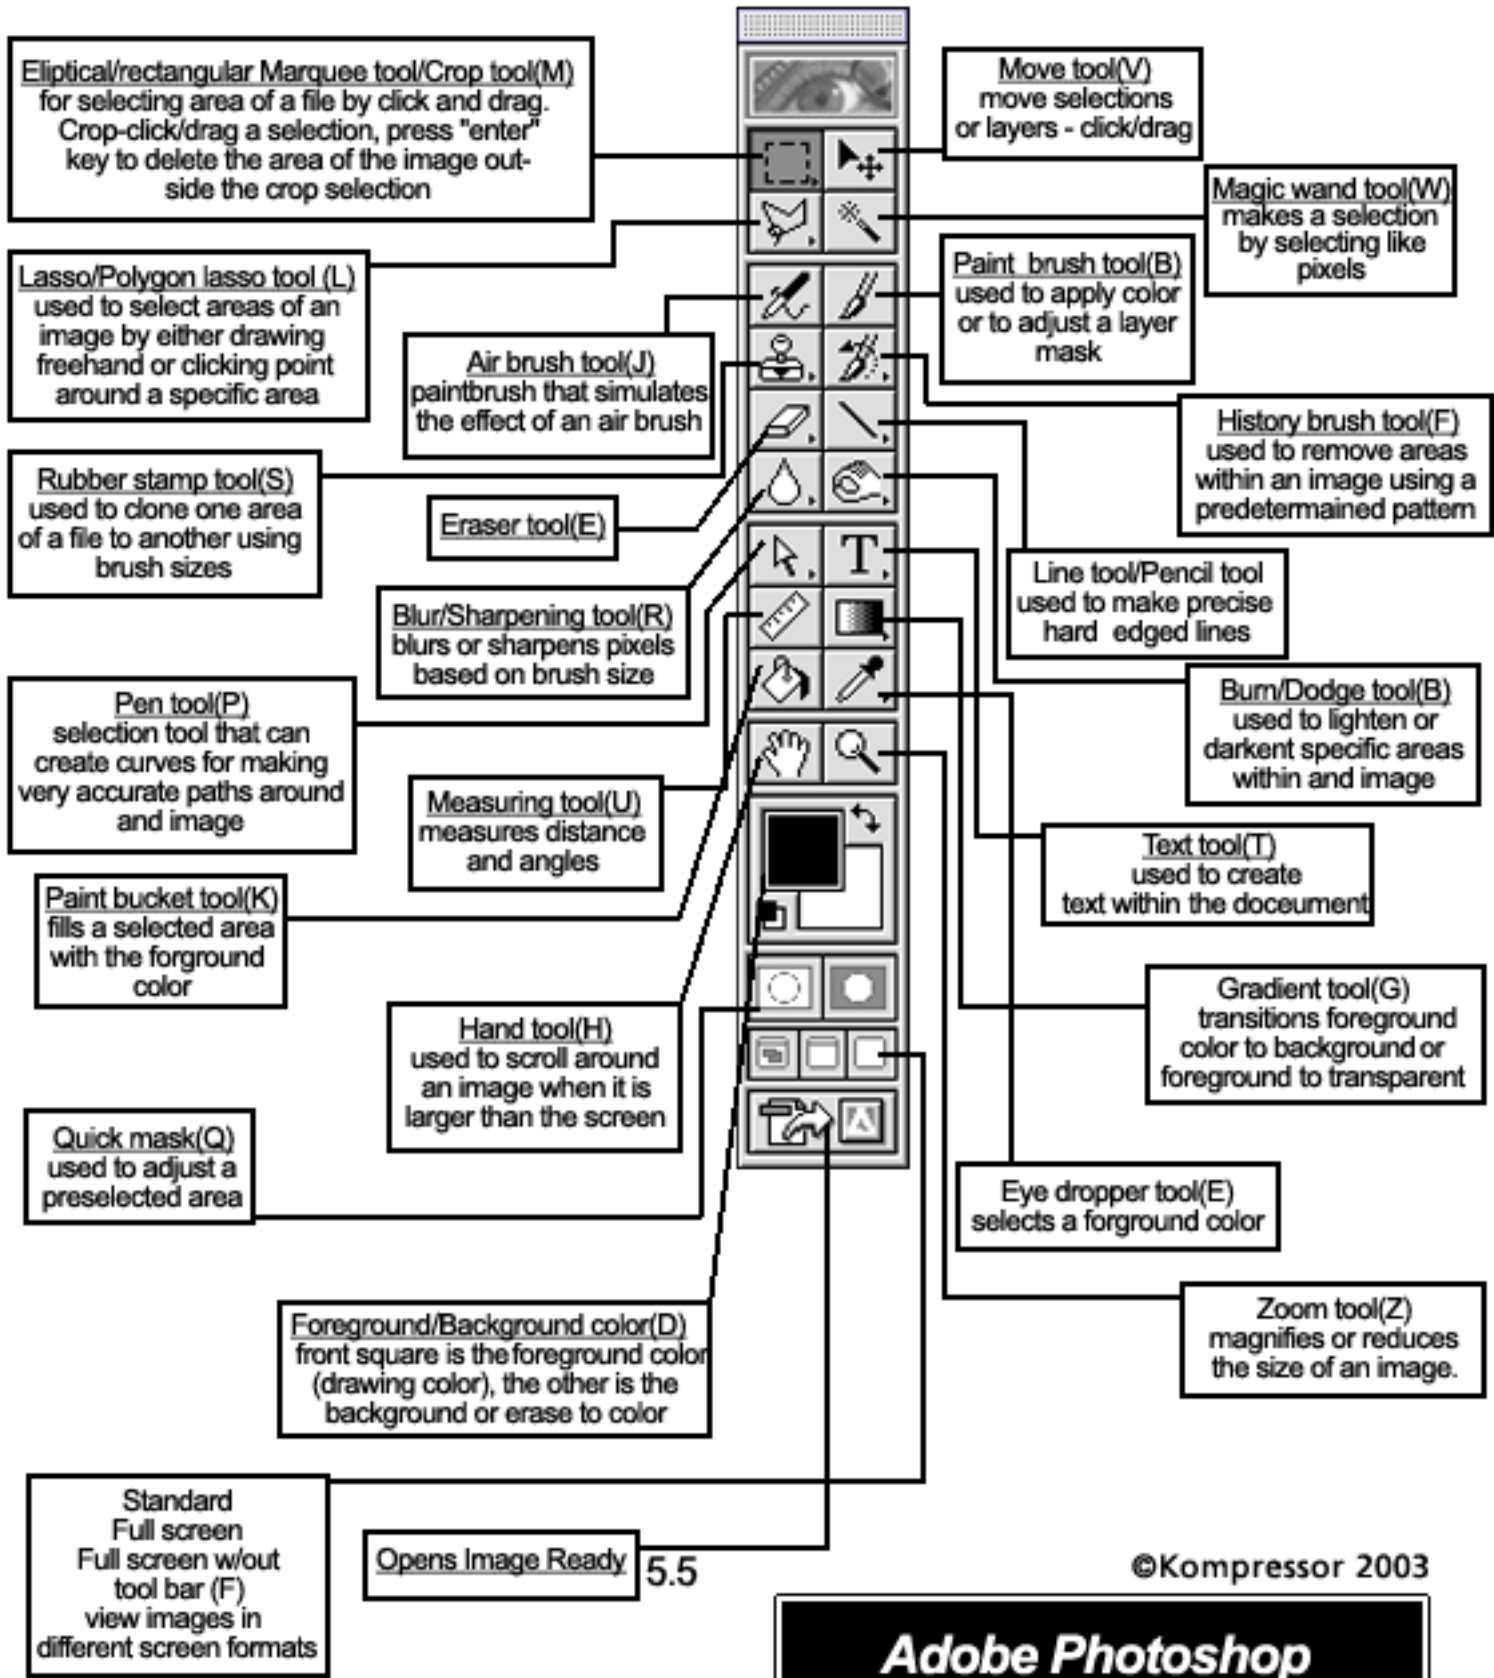 Eliptical/rectangular Marquee tool/Crop tool(M)
for selecting area of a file by click and drag.
Crop-click/drag a selection, press "enter"
key to delete the area of the image out-
side the crop selection
Move tool(V)
move selections
or layers - click/drag
Magic wand tool(W)
makes a selection
by selecting like
pixels
Lasso/Polygon lasso tool (L)
used to select areas of an
image by either drawing
freehand or clicking point
around a specific area
Paint brush tool(B)
used to apply color
or to adjust a layer
mask
Air brush tool(J)
paintbrush that simulates
the effect of an air brush
History brush tool(F)
used to remove areas
within an image using a
predetermained pattern
Rubber stamp tool(S)
used to clone one area
of a file to another using
brush sizes
Eraser tool(E)
T
Line tool/Pencil tool
used to make precise
hard edged lines
Blur/Sharpening tool(R)
blurs or sharpens pixels
based on brush size
Burn/Dodge tool(B)
used to lighten or
darkent specific areas
within and image
Pen tool(P)
selection tool that can
create curves for making
very accurate paths around
and image
Measuring tool(U)
measures distance
and angles
Text tool(T)
used to create
text within the doceument
Paint bucket tool(K)
fills a selected area
with the forground
color
Gradient tool(G)
transitions foreground
color to background or
foreground to transparent
Hand tool(H)
used to scroll around
an image when it is
larger than the screen
Quick mask(Q)
used to adjust a
preselected area
Eye dropper tool(E)
selects a forground color
Zoom tool(Z)
magnifies or reduces
the size of an image.
Foreground/Background color(D)
front square is the foreground color
(drawing color), the other is the
background or erase to color
Standard
Full screen
Full screen w/out
tool bar (F)
view images in
different screen formats
Opens Image Ready 5.5
©Kompressor 2003
Adobe Photoshop